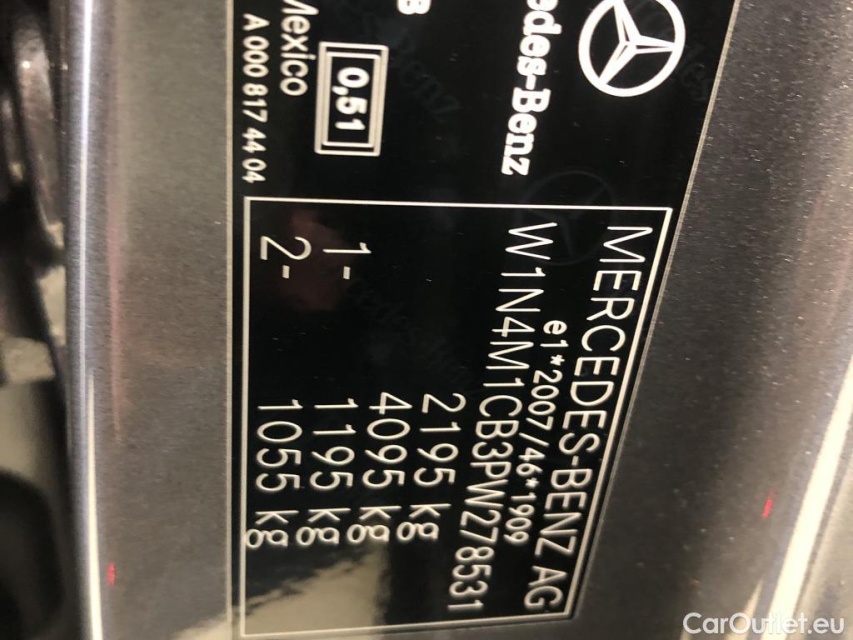 edes-Benz
B
0,51
Mexico
A 000 817 44 04
MERCEDES-BENZ AG
e1*2007/46*1909
W1N4M1CB3PW278531
2195 kg
4095 kg
1- 1195 kg
2- 1055 kg
CarOutlet.eu